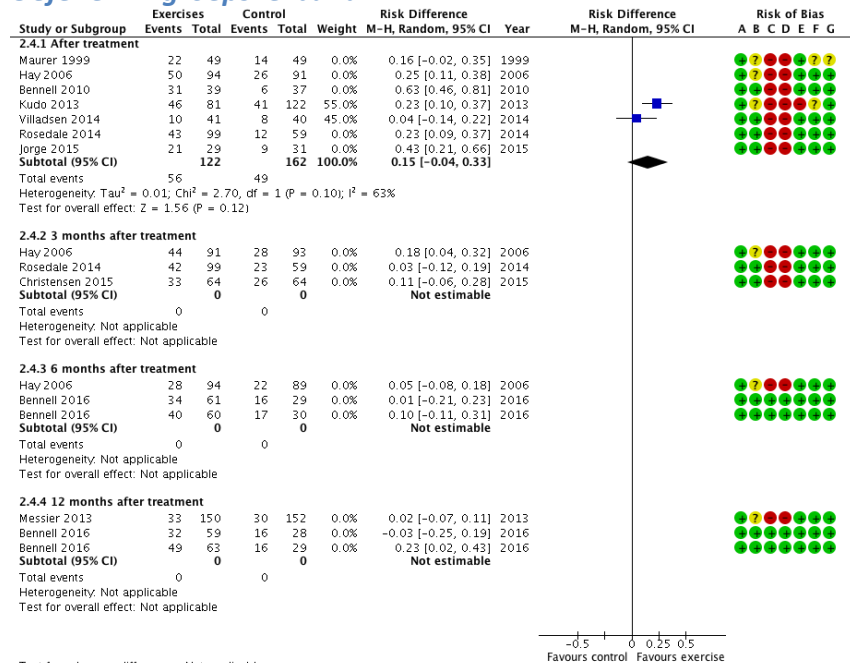 Exercises Control Risk Difference Risk Difference Risk of Bias
Study or Subgroup Events Total Events Total Weight M-H, Random, 95% CI Year M-H, Random, 95% CI A B C D E F G
2.4.1 After treatment
Maurer 1999 22 49 14 49 0.0% 0.16 [-0.02, 0.35] 1999 + ? - - + ? ?
Hay 2006 50 94 26 91 0.0% 0.25 [0.11, 0.38] 2006 + ? - - + + +
Bennell 2010 31 39 6 37 0.0% 0.63 [0.46, 0.81] 2010 + + - - + + +
Kudo 2013 46 81 41 122 55.0% 0.23 [0.10, 0.37] 2013 + ? - - - ? +
Villadsen 2014 10 41 8 40 45.0% 0.04 [-0.14, 0.22] 2014 + + - - + + +
Rosedale 2014 43 99 12 59 0.0% 0.23 [0.09, 0.37] 2014 + + - - + + +
Jorge 2015 21 29 9 31 0.0% 0.43 [0.21, 0.66] 2015 + + - - + + +
Subtotal (95% CI) 122 162 100.0% 0.15 [-0.04, 0.33]
Total events 56 49
Heterogeneity: Tau² = 0.01; Chi² = 2.70, df = 1 (P = 0.10); I² = 63%
Test for overall effect: Z = 1.56 (P = 0.12)
2.4.2 3 months after treatment
Hay 2006 44 91 28 93 0.0% 0.18 [0.04, 0.32] 2006 + ? - - + + +
Rosedale 2014 42 99 23 59 0.0% 0.03 [-0.12, 0.19] 2014 + + - - + + +
Christensen 2015 33 64 26 64 0.0% 0.11 [-0.06, 0.28] 2015 + + - - + + +
Subtotal (95% CI) 0 0 Not estimable
Total events 0 0
Heterogeneity: Not applicable
Test for overall effect: Not applicable
2.4.3 6 months after treatment
Hay 2006 28 94 22 89 0.0% 0.05 [-0.08, 0.18] 2006 + ? - - + + +
Bennell 2016 34 61 16 29 0.0% 0.01 [-0.21, 0.23] 2016 + + + + + + +
Bennell 2016 40 60 17 30 0.0% 0.10 [-0.11, 0.31] 2016 + + + + + + +
Subtotal (95% CI) 0 0 Not estimable
Total events 0 0
Heterogeneity: Not applicable
Test for overall effect: Not applicable
2.4.4 12 months after treatment
Messier 2013 33 150 30 152 0.0% 0.02 [-0.07, 0.11] 2013 + ? - - + + +
Bennell 2016 32 59 16 28 0.0% -0.03 [-0.25, 0.19] 2016 + + + + + + +
Bennell 2016 49 63 16 29 0.0% 0.23 [0.02, 0.43] 2016 + + + + + + +
Subtotal (95% CI) 0 0 Not estimable
Total events 0 0
Heterogeneity: Not applicable
Test for overall effect: Not applicable
-0.5 0 0.25 0.5
Favours control Favours exercise